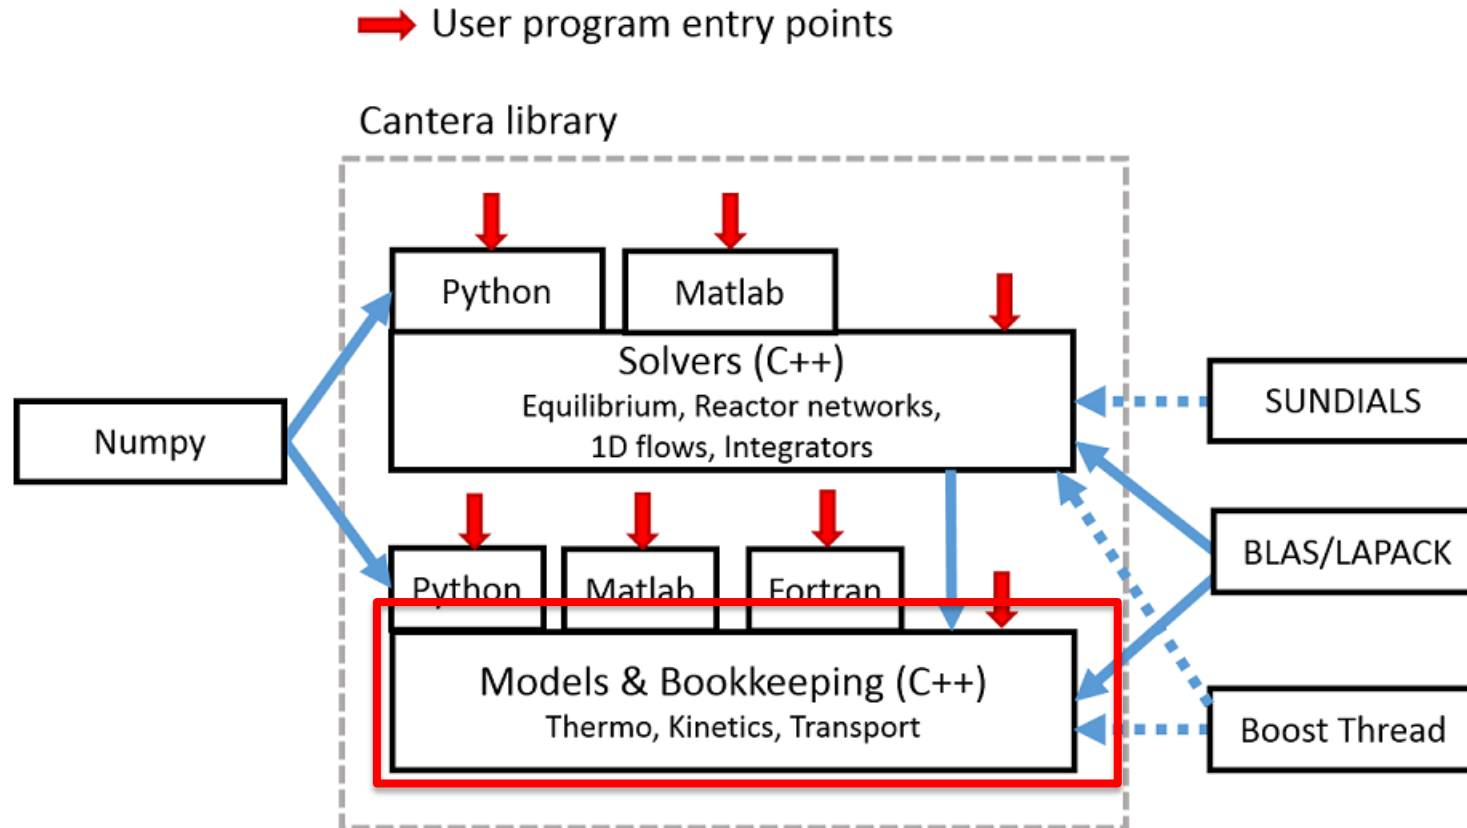 User program entry points
Cantera library
Python
Matlab
Solvers (C++)
Equilibrium, Reactor networks,
1D flows, Integrators
SUNDIALS
Numpy
BLAS/LAPACK
Python
Matlab
Fortran
Models & Bookkeeping (C++)
Thermo, Kinetics, Transport
Boost Thread